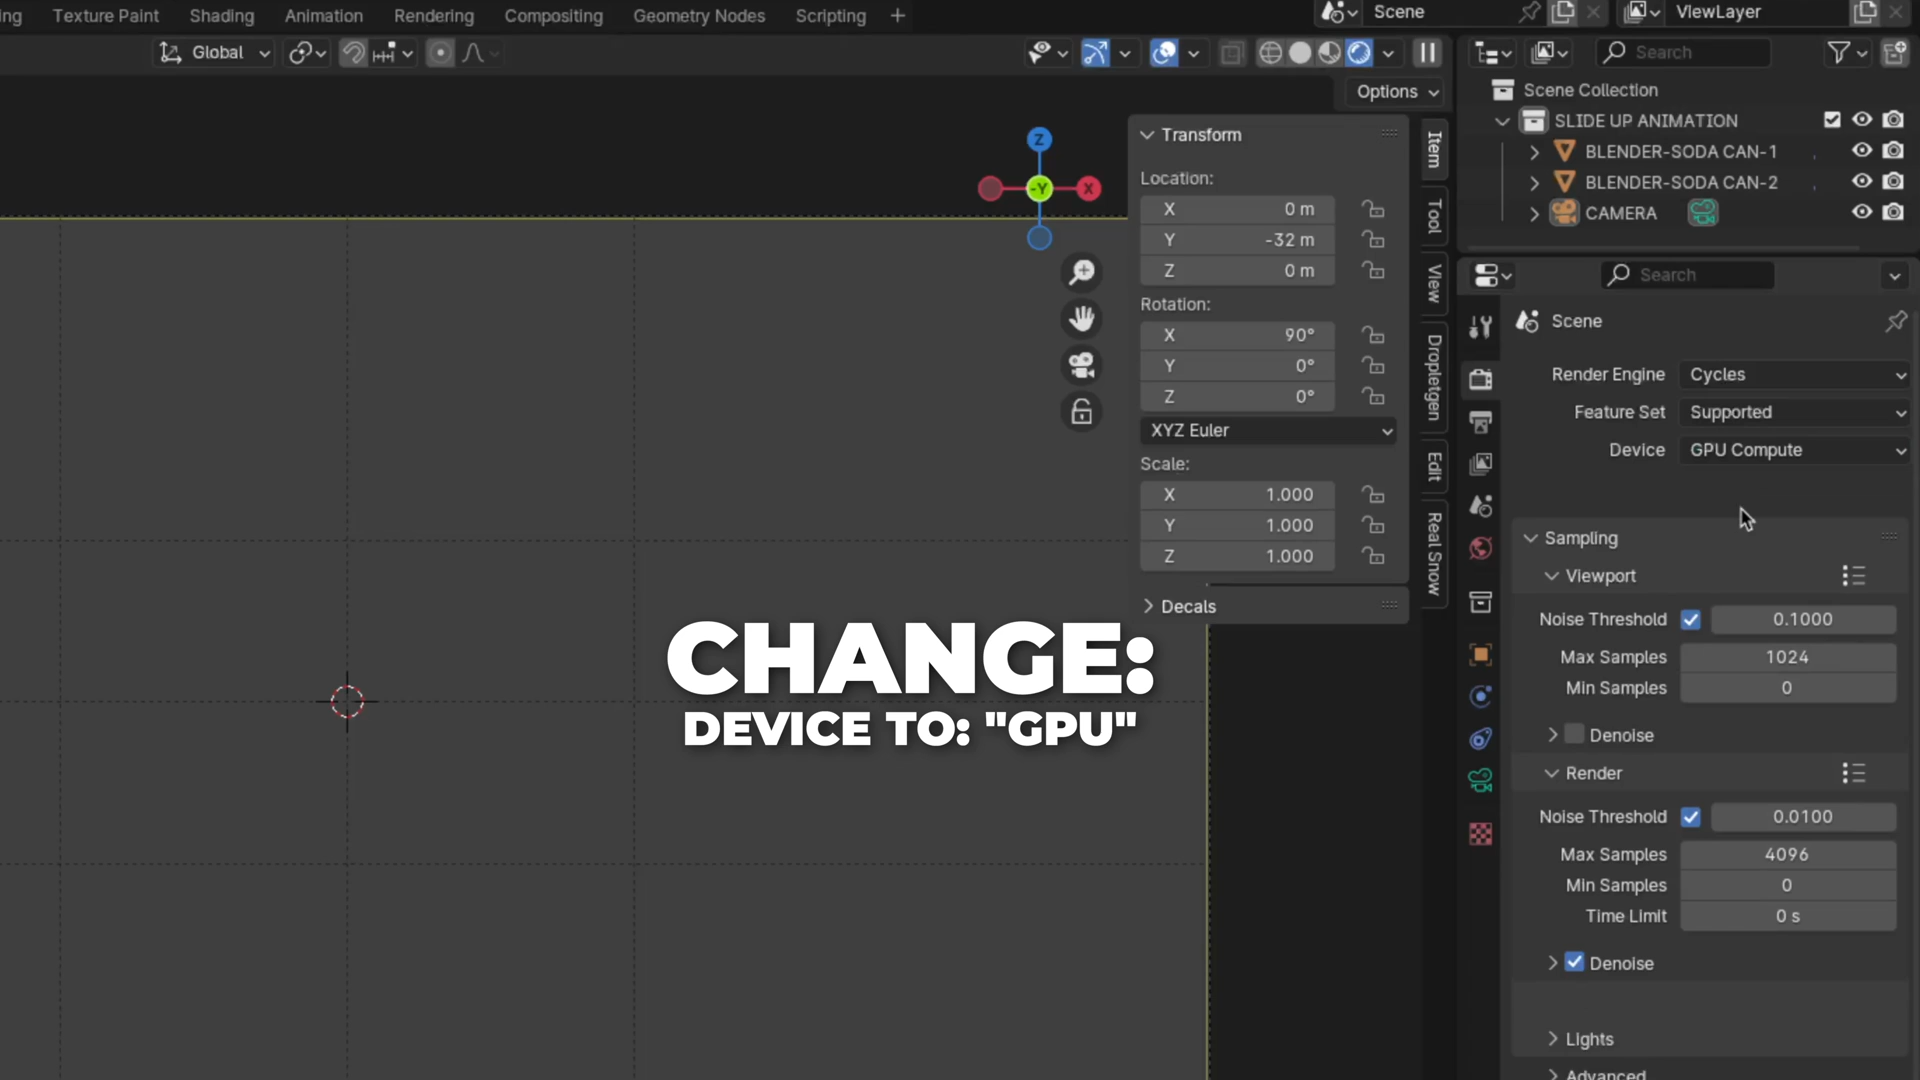 ng Texture Paint Shading Animation Rendering Compositing Geometry Nodes Scripting +
Scene
ViewLayer
Global
Search
Options
Scene Collection
SLIDE UP ANIMATION
BLENDER-SODA CAN-1
BLENDER-SODA CAN-2
CAMERA
Z
-Y
X
Transform
Location:
X 0 m
Y -32 m
Z 0 m
Rotation:
X 90°
Y 0°
Z 0°
XYZ Euler
Scale:
X 1.000
Y 1.000
Z 1.000
Decals
Item
Tool
View
Dropletgen
Edit
Real Snow
Search
Scene
Render Engine Cycles
Feature Set Supported
Device GPU Compute
Sampling
Viewport
Noise Threshold 0.1000
Max Samples 1024
Min Samples 0
Denoise
Render
Noise Threshold 0.0100
Max Samples 4096
Min Samples 0
Time Limit 0 s
Denoise
Lights
Advanced
CHANGE:
DEVICE TO: "GPU"